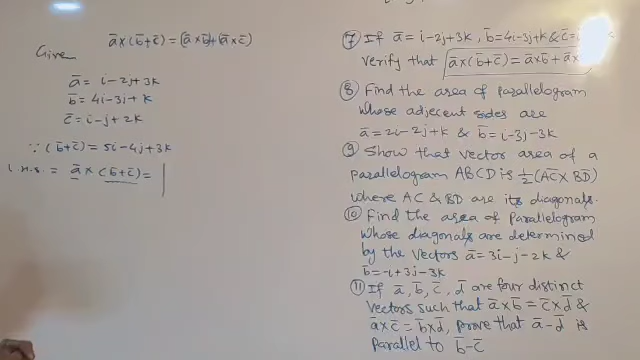 a̅×(b̅+c̅) = (a̅×b̅)+(a̅×c̅)
Give
a̅ = i-2j+3k
b̅ = 4i-3j+k
c̅ = i-j+2k
∵ (b̅+c̅) = 5i-4j+3k
L.H.S. = a̅×(b̅+c̅) = |
⑦ If a̅ = i-2j+3k, b̅ = 4i-3j+k & c̅ = i
verify that a̅×(b̅+c̅) = a̅×b̅+a̅×
⑧ Find the area of parallelogram
whose adjecent sides are
a̅ = 2i-2j+k & b̅ = i-3j-3k
⑨ Show that vector area of a
parallelogram ABCD is ½(A̅C̅×B̅D̅)
where AC & BD are its diagonals.
⑩ Find the area of parallelogram
whose diagonals are determined
by the vectors a̅ = 3i-j-2k &
b̅ = -i+3j-3k
⑪ If a̅, b̅, c̅, d̅ are four distinct
vectors such that a̅×b̅ = c̅×d̅ &
a̅×c̅ = b̅×d̅, prove that a̅-d̅ is
parallel to b̅-c̅